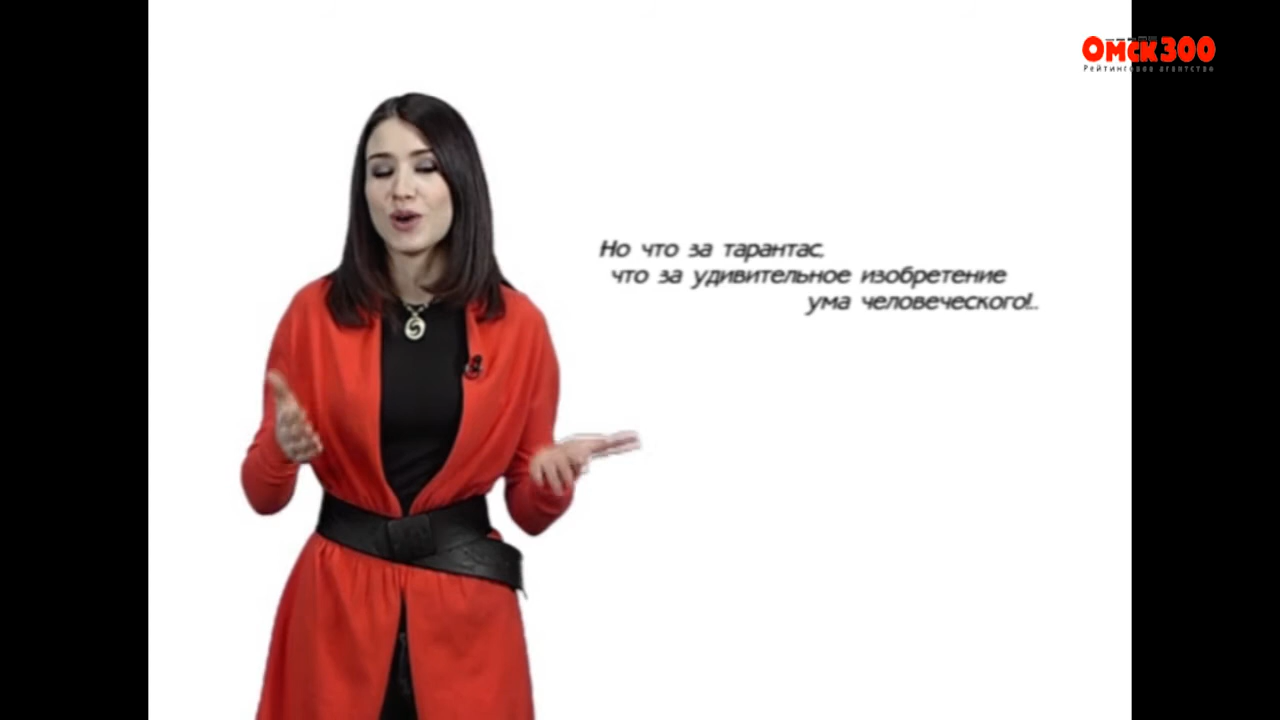 Омск300
Рейтинговое агентство
Но что за тарантас,
что за удивительное изобретение
ума человеческого!..